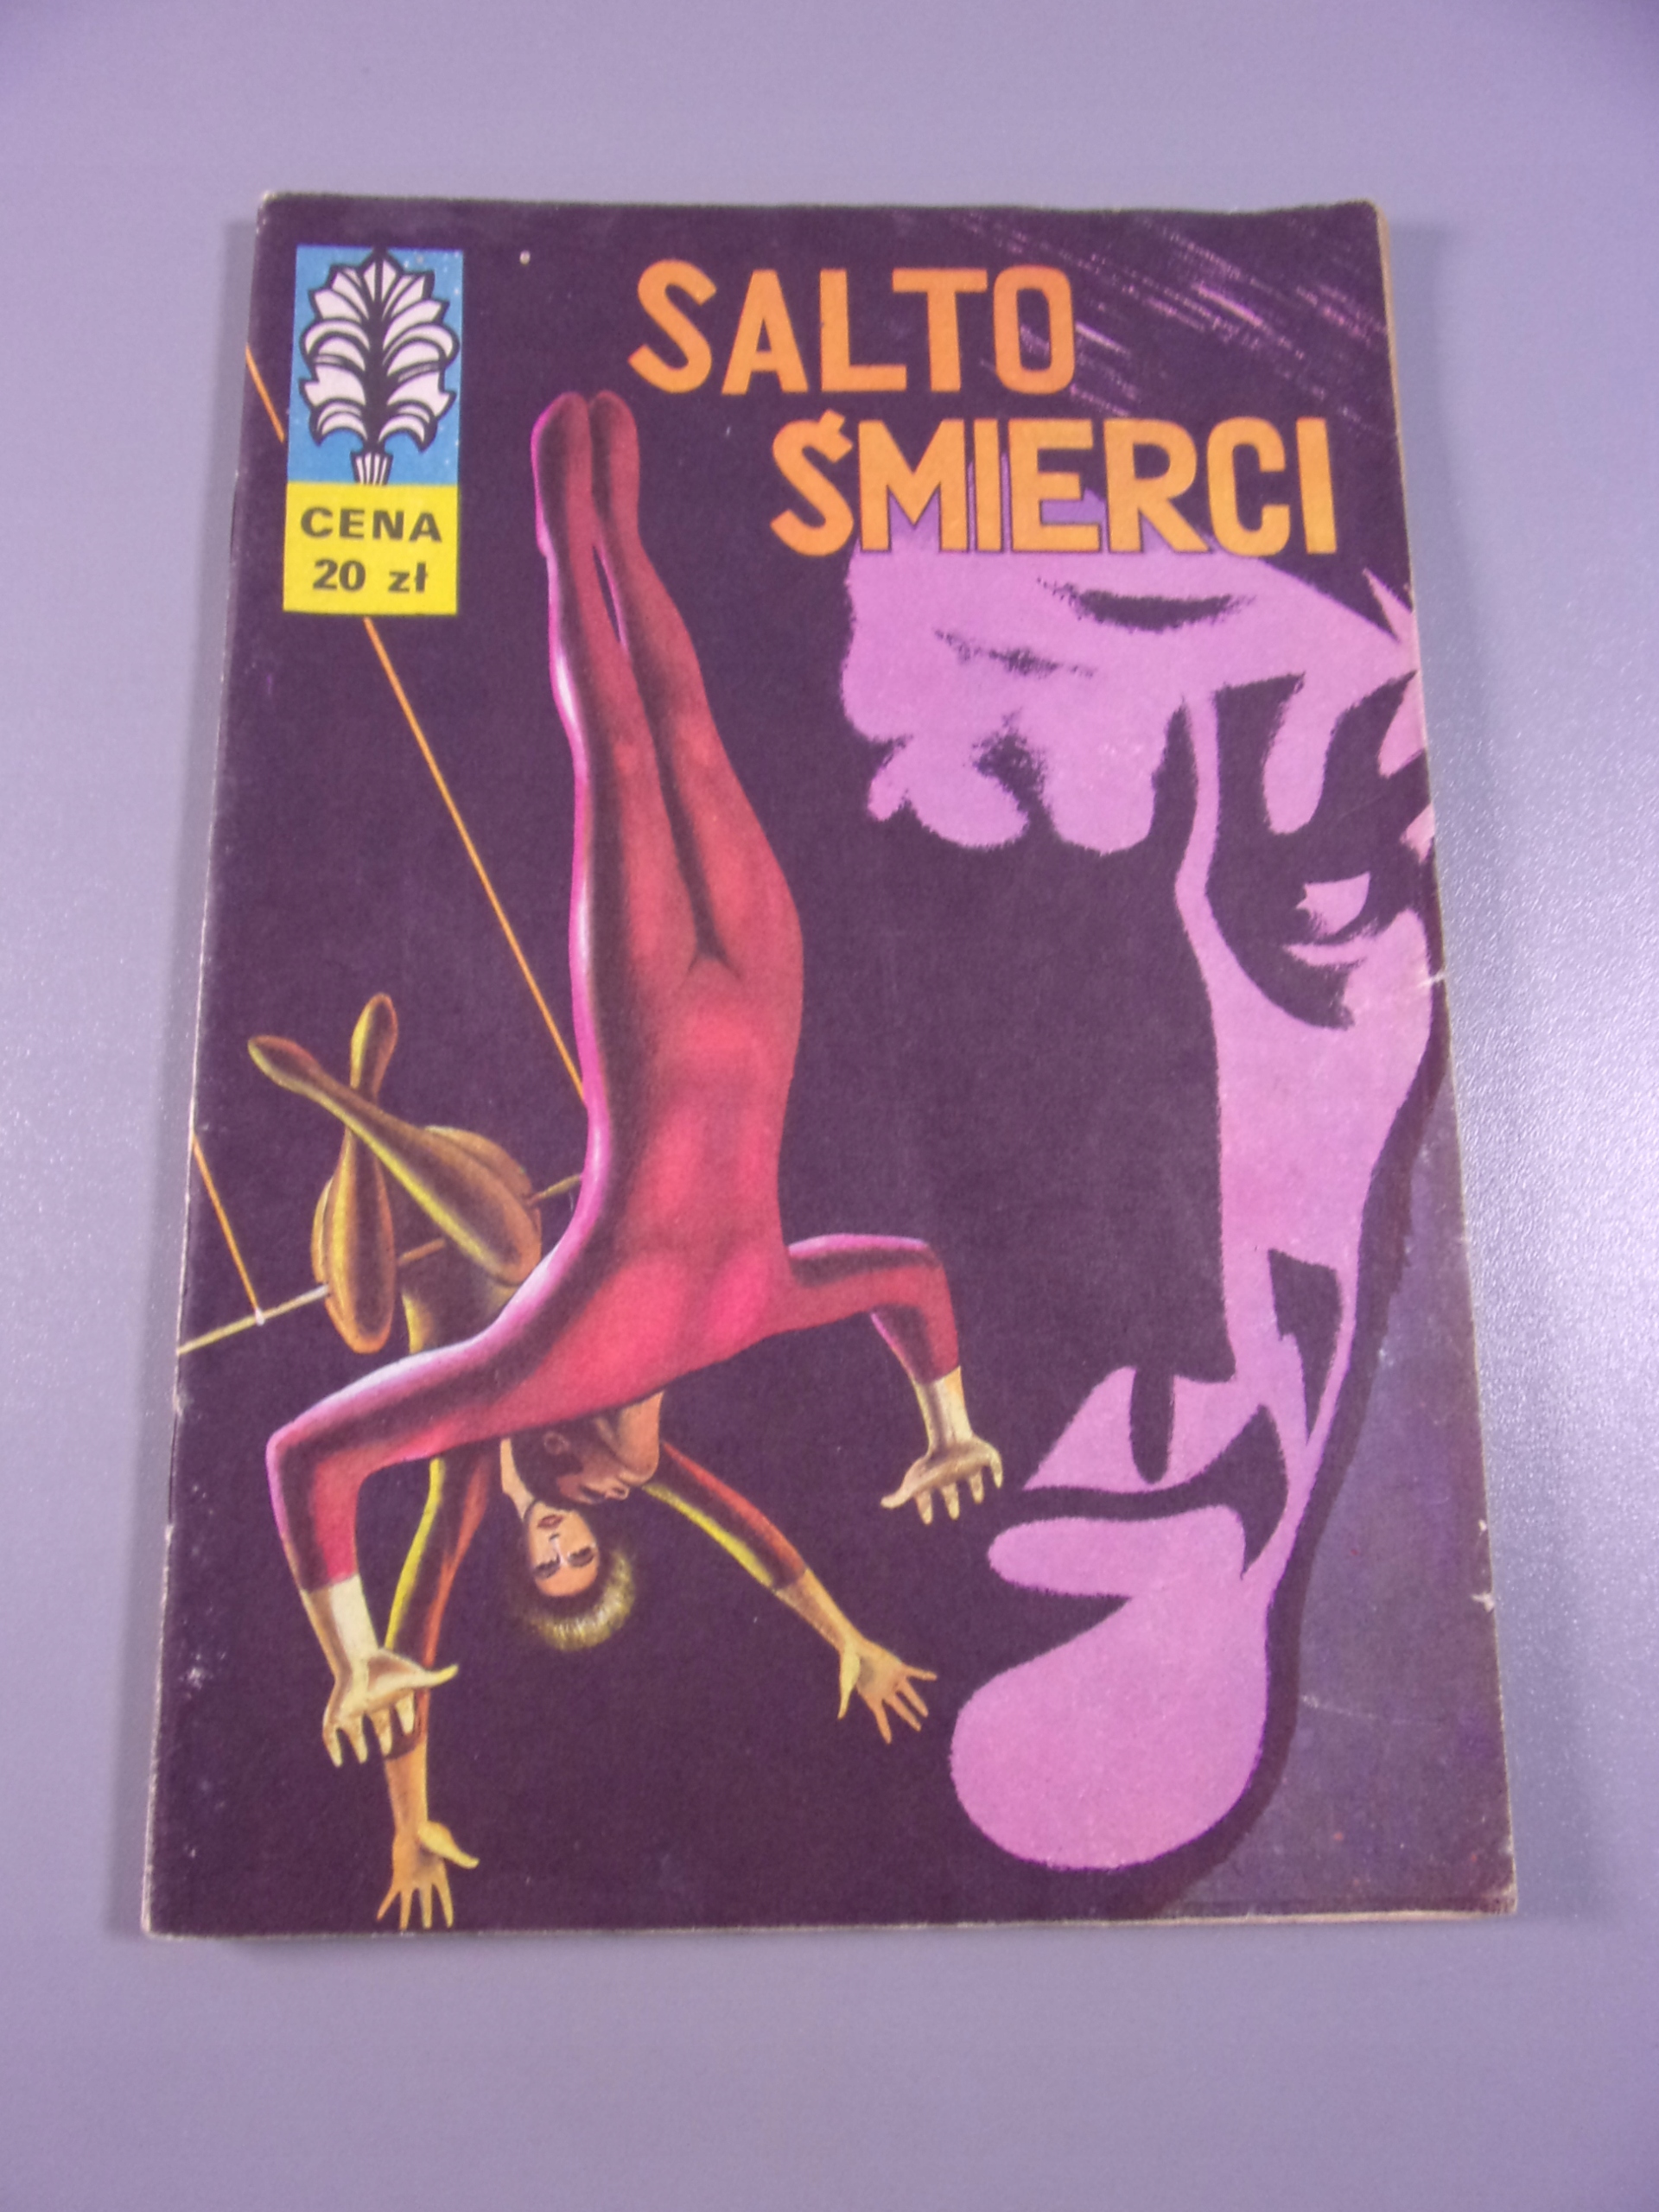 SALTO
ŚMIERCI
CENA
20 zł